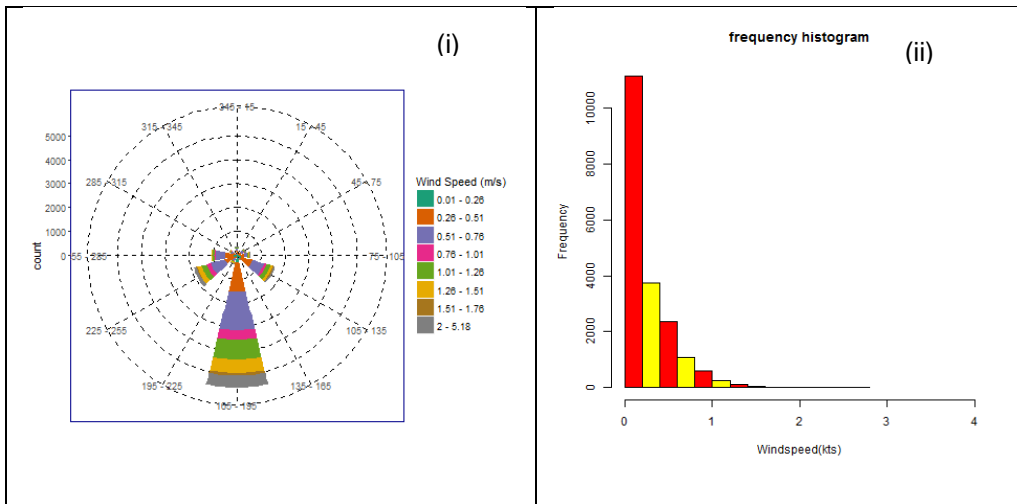 (i)
345 - 15
315 - 345
15 - 45
285 - 315
45 - 75
55 - 285
75 - 105
225 - 255
105 - 135
195 - 225
135 - 165
165 - 195
5000
4000
3000
2000
1000
0
count
Wind Speed (m/s)
0.01 - 0.26
0.26 - 0.51
0.51 - 0.76
0.76 - 1.01
1.01 - 1.26
1.26 - 1.51
1.51 - 1.76
2 - 5.18
frequency histogram
(ii)
Frequency
10000
8000
6000
4000
2000
0
0 1 2 3 4
Windspeed(kts)